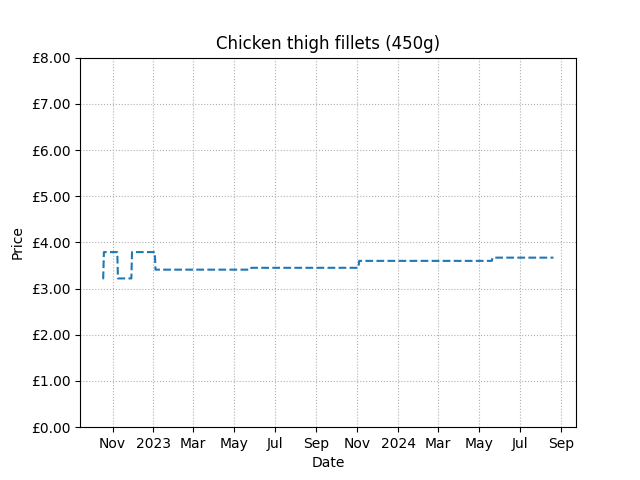 Chicken thigh fillets (450g)
£8.00
£7.00
£6.00
£5.00
£4.00
£3.00
£2.00
£1.00
£0.00
Price
Nov 2023 Mar May Jul Sep Nov 2024 Mar May Jul Sep
Date